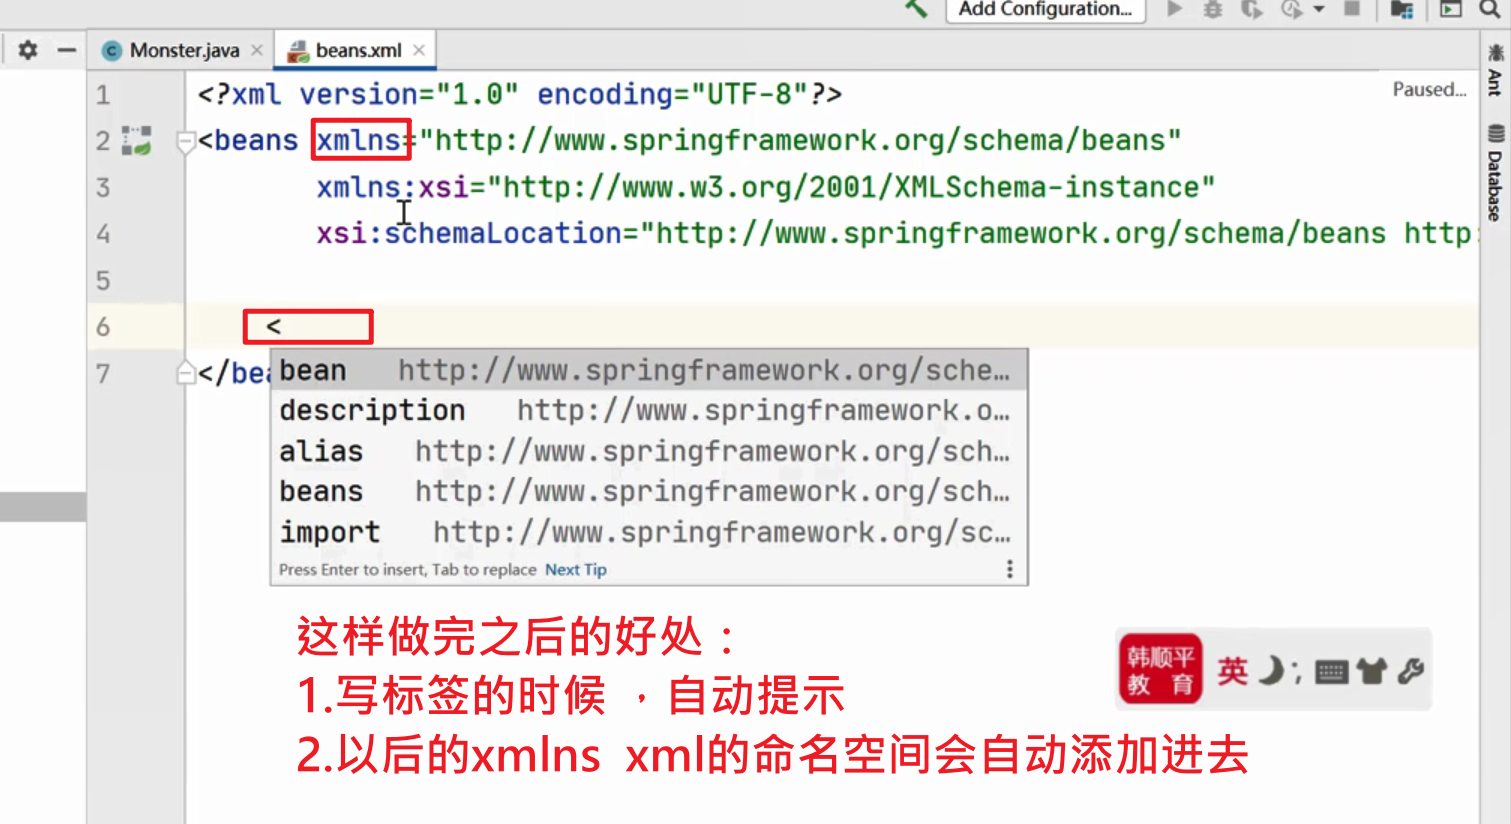 Add Configuration...
Monster.java
beans.xml
Paused...
Ant
Database
1 <?xml version="1.0" encoding="UTF-8"?>
2 <beans xmlns="http://www.springframework.org/schema/beans"
3 xmlns:xsi="http://www.w3.org/2001/XMLSchema-instance"
4 xsi:schemaLocation="http://www.springframework.org/schema/beans http:
5
6 <
7 </bea
bean http://www.springframework.org/sche…
description http://www.springframework.o…
alias http://www.springframework.org/sch…
beans http://www.springframework.org/sch…
import http://www.springframework.org/sc…
Press Enter to insert, Tab to replace Next Tip
这样做完之后的好处：
1.写标签的时候 ，自动提示
2.以后的xmlns xml的命名空间会自动添加进去
韩顺平
教 育
英 ;